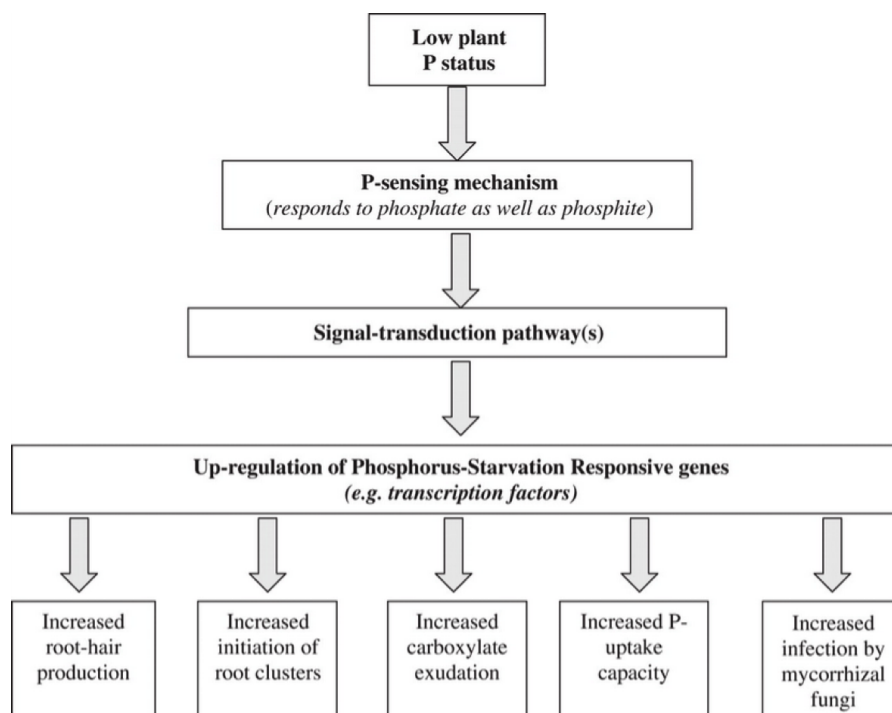 Low plant
P status
P-sensing mechanism
(responds to phosphate as well as phosphite)
Signal-transduction pathway(s)
Up-regulation of Phosphorus-Starvation Responsive genes
(e.g. transcription factors)
Increased
root-hair
production
Increased
initiation of
root clusters
Increased
carboxylate
exudation
Increased P-
uptake
capacity
Increased
infection by
mycorrhizal
fungi